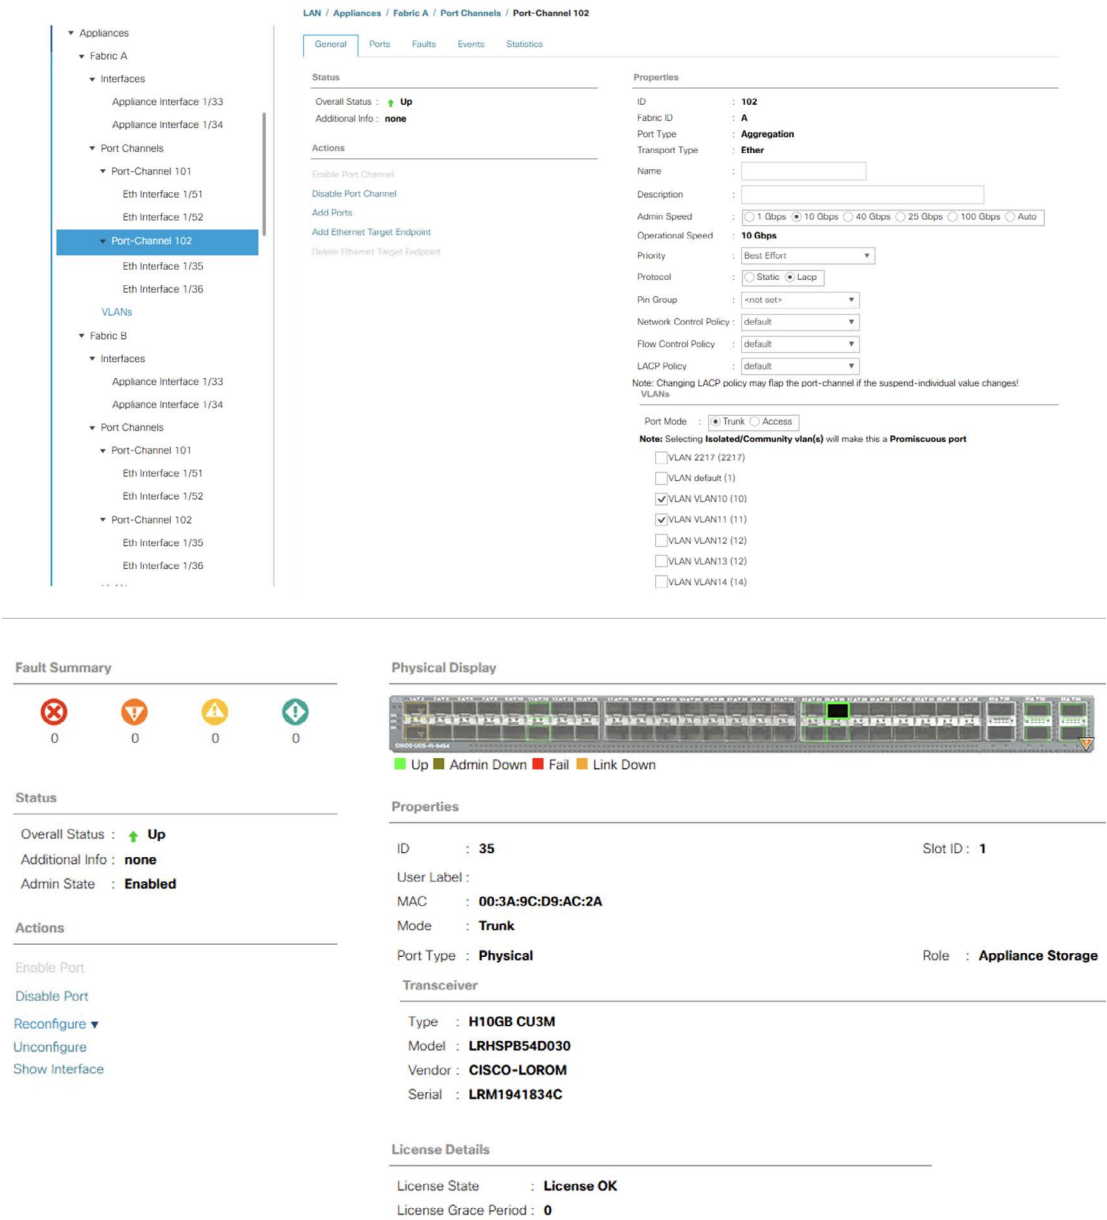 LAN / Appliances / Fabric A / Port Channels / Port-Channel 102
Appliances
Fabric A
Interfaces
Appliance Interface 1/33
Appliance Interface 1/34
Port Channels
Port-Channel 101
Eth Interface 1/51
Eth Interface 1/52
Port-Channel 102
Eth Interface 1/35
Eth Interface 1/36
VLANs
Fabric B
Interfaces
Appliance Interface 1/33
Appliance Interface 1/34
Port Channels
Port-Channel 101
Eth Interface 1/51
Eth Interface 1/52
Port-Channel 102
Eth Interface 1/35
Eth Interface 1/36
General Ports Faults Events Statistics
Status
Overall Status : Up
Additional Info : none
Actions
Enable Port Channel
Disable Port Channel
Add Ports
Add Ethernet Target Endpoint
Delete Ethernet Target Endpoint
Properties
ID : 102
Fabric ID : A
Port Type : Aggregation
Transport Type : Ether
Name :
Description :
Admin Speed : 1 Gbps 10 Gbps 40 Gbps 25 Gbps 100 Gbps Auto
Operational Speed : 10 Gbps
Priority : Best Effort
Protocol : Static Lacp
Pin Group : <not set>
Network Control Policy : default
Flow Control Policy : default
LACP Policy : default
Note: Changing LACP policy may flap the port-channel if the suspend-individual value changes!
VLANs
Port Mode : Trunk Access
Note: Selecting Isolated/Community vlan(s) will make this a Promiscuous port
VLAN 2217 (2217)
VLAN default (1)
VLAN VLAN10 (10)
VLAN VLAN11 (11)
VLAN VLAN12 (12)
VLAN VLAN13 (12)
VLAN VLAN14 (14)
Fault Summary
0 0 0 0
Status
Overall Status : Up
Additional Info : none
Admin State : Enabled
Actions
Enable Port
Disable Port
Reconfigure
Unconfigure
Show Interface
Physical Display
CISCO UCS-FI-6454
Up Admin Down Fail Link Down
Properties
ID : 35 Slot ID : 1
User Label :
MAC : 00:3A:9C:D9:AC:2A
Mode : Trunk
Port Type : Physical Role : Appliance Storage
Transceiver
Type : H10GB CU3M
Model : LRHSPB54D030
Vendor : CISCO-LOROM
Serial : LRM1941834C
License Details
License State : License OK
License Grace Period : 0